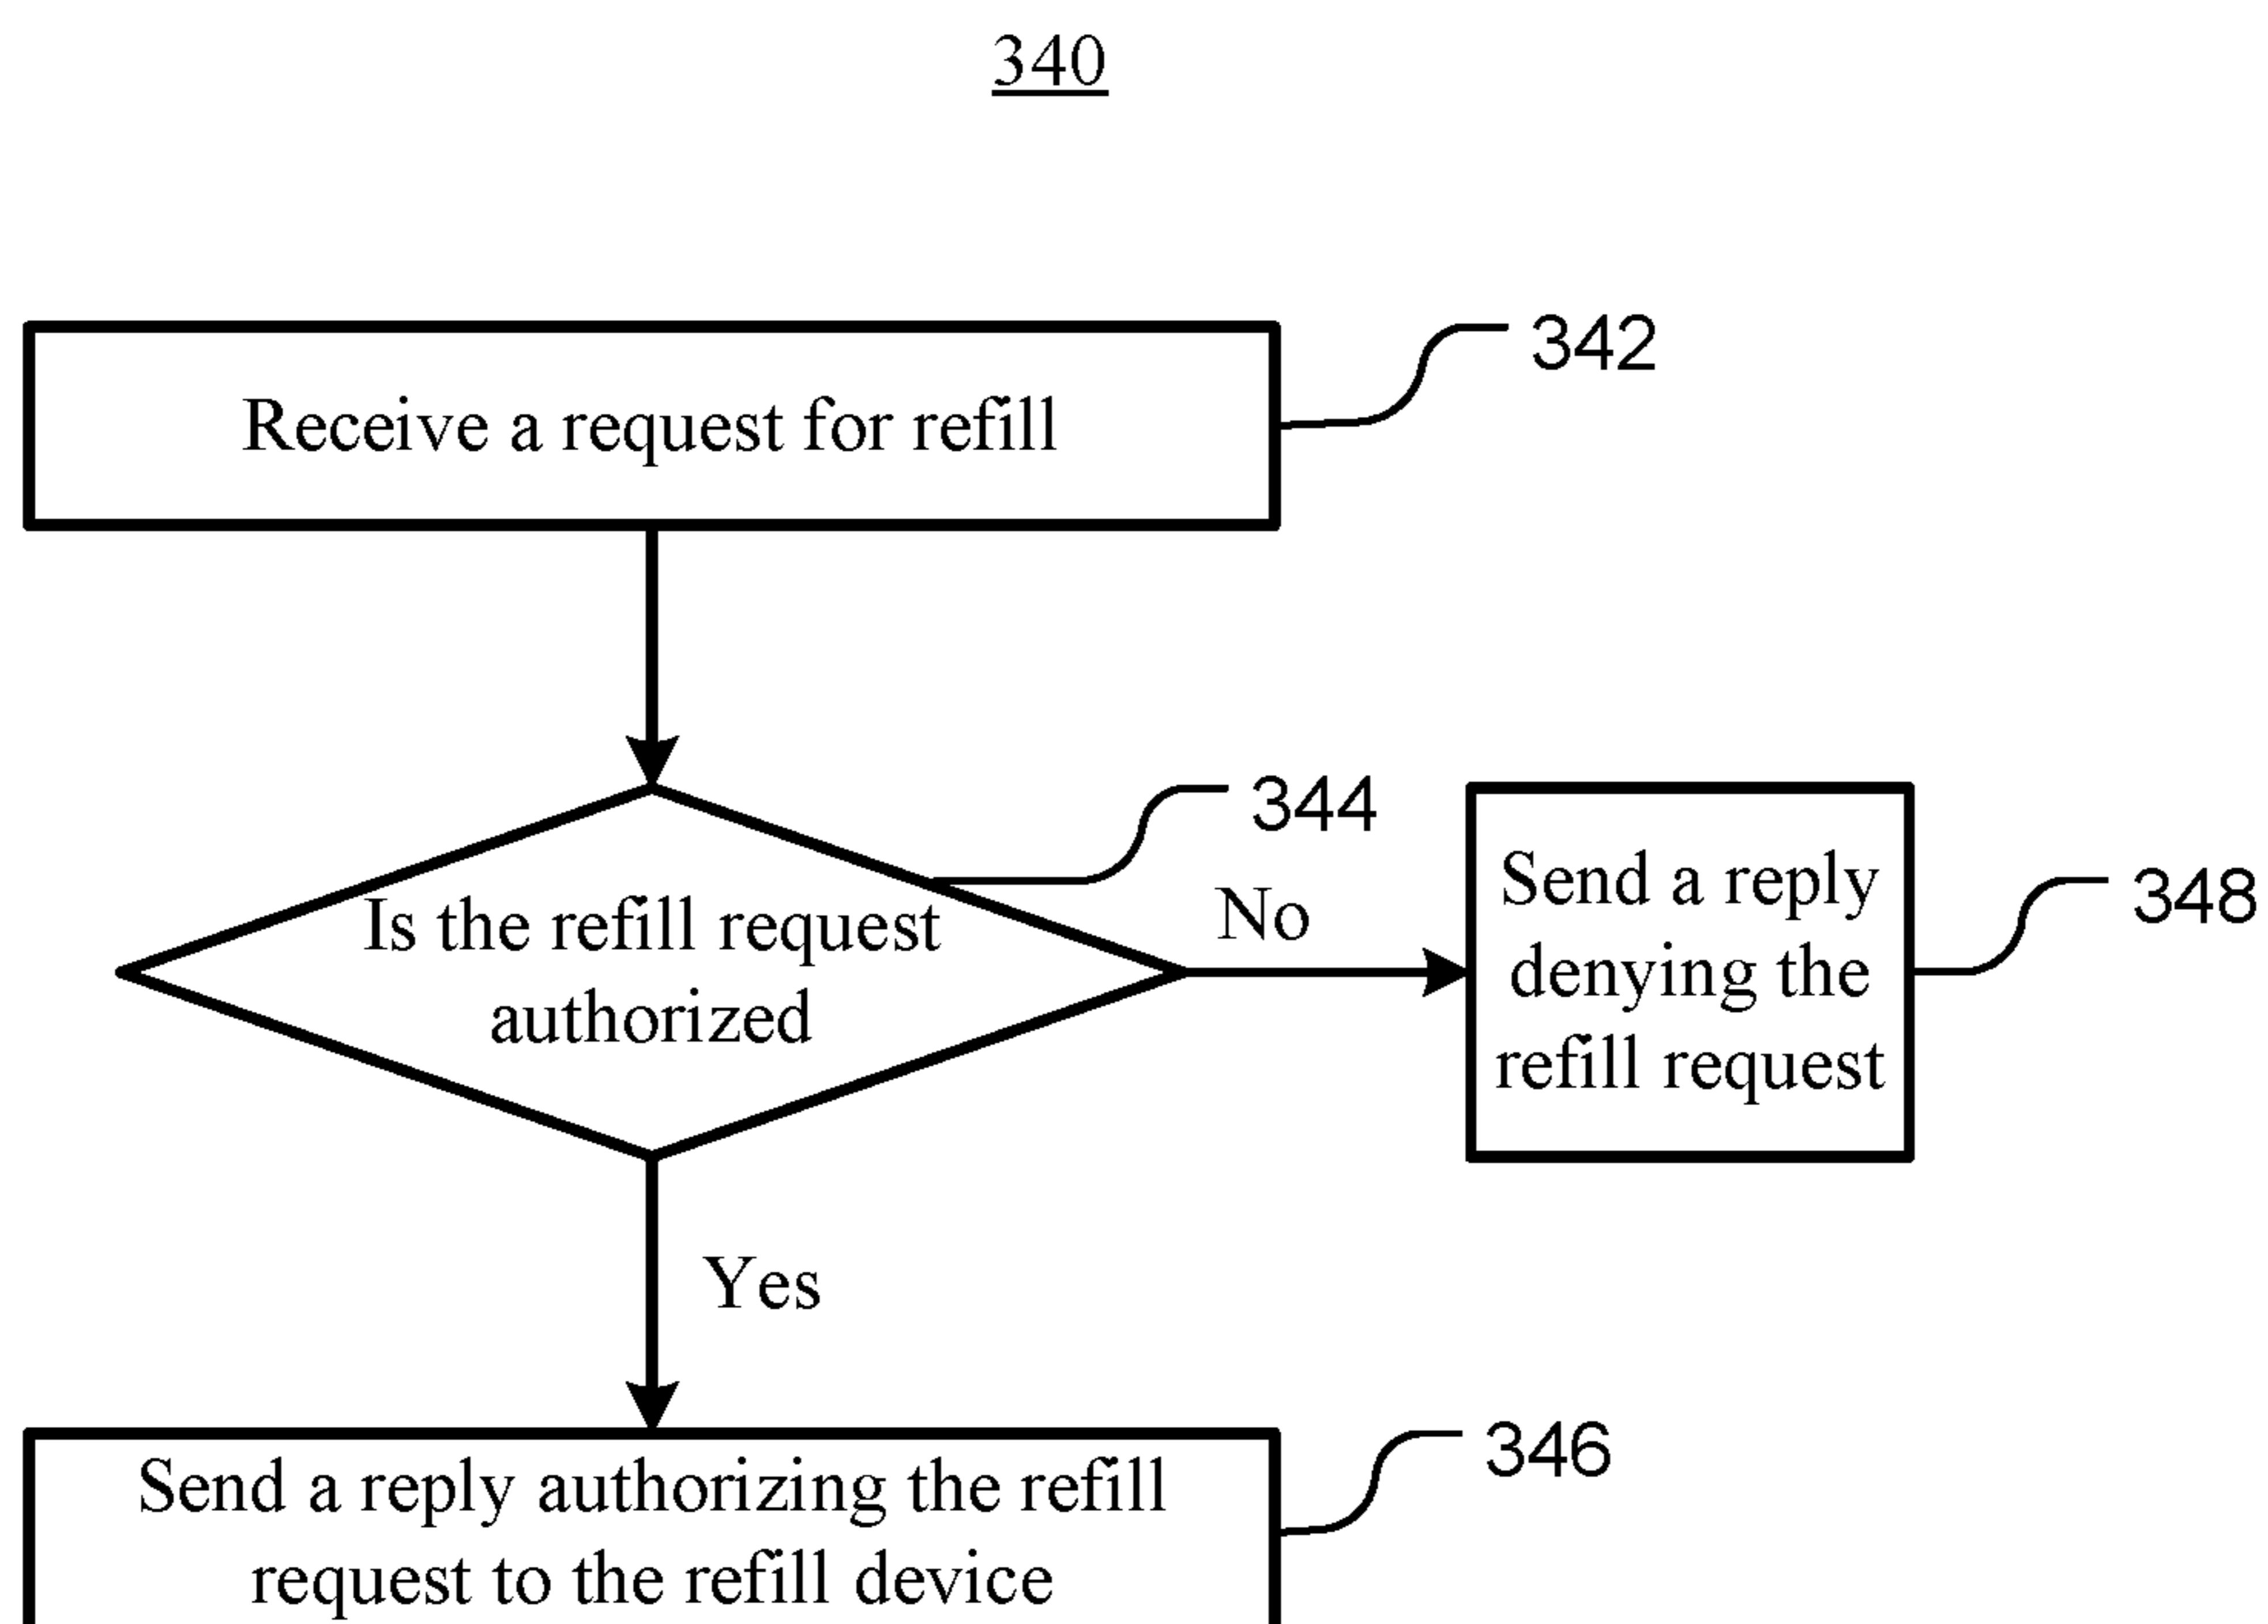 340
Receive a request for refill
342
344
Is the refill request
authorized
No
Send a reply
denying the
refill request
348
Yes
Send a reply authorizing the refill
request to the refill device
346